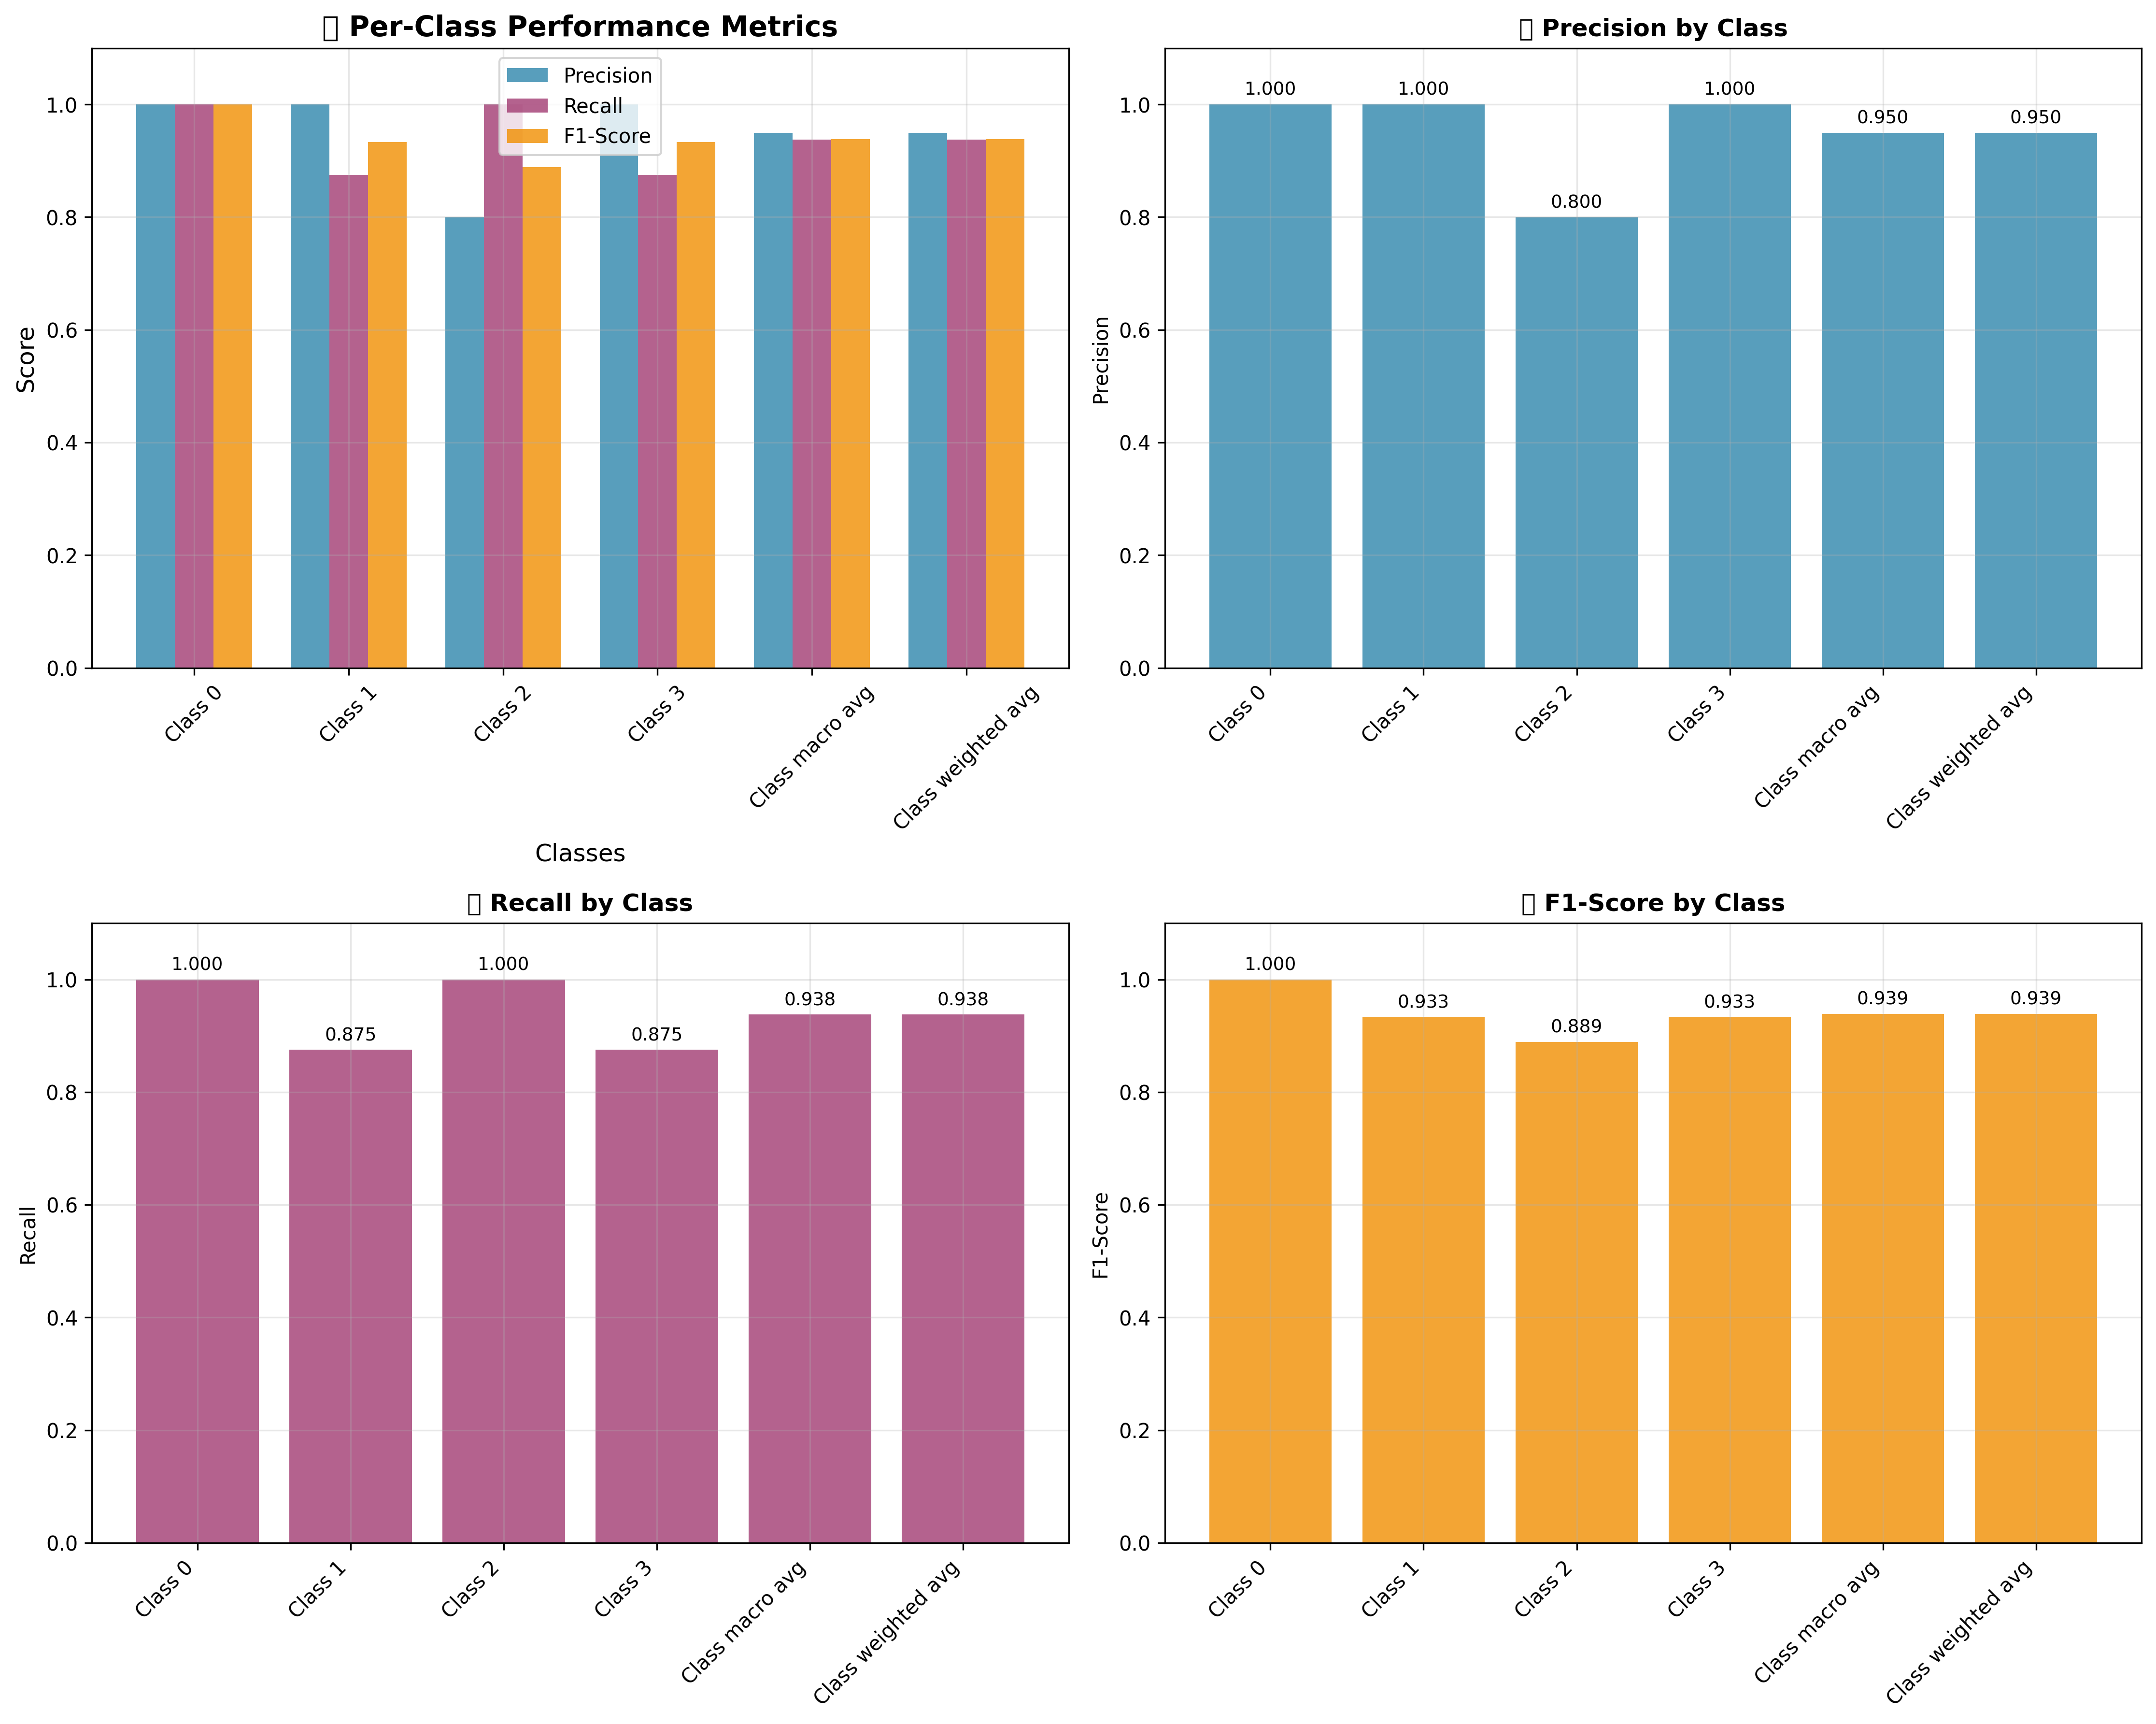 ▯ Per-Class Performance Metrics
Precision
Recall
F1-Score
Score
1.0
0.8
0.6
0.4
0.2
0.0
Class 0
Class 1
Class 2
Class 3
Class macro avg
Class weighted avg
Classes
▯ Precision by Class
Precision
1.0
0.8
0.6
0.4
0.2
0.0
1.000
1.000
0.800
1.000
0.950
0.950
Class 0
Class 1
Class 2
Class 3
Class macro avg
Class weighted avg
▯ Recall by Class
Recall
1.0
0.8
0.6
0.4
0.2
0.0
1.000
0.875
1.000
0.875
0.938
0.938
Class 0
Class 1
Class 2
Class 3
Class macro avg
Class weighted avg
▯ F1-Score by Class
F1-Score
1.0
0.8
0.6
0.4
0.2
0.0
1.000
0.933
0.889
0.933
0.939
0.939
Class 0
Class 1
Class 2
Class 3
Class macro avg
Class weighted avg